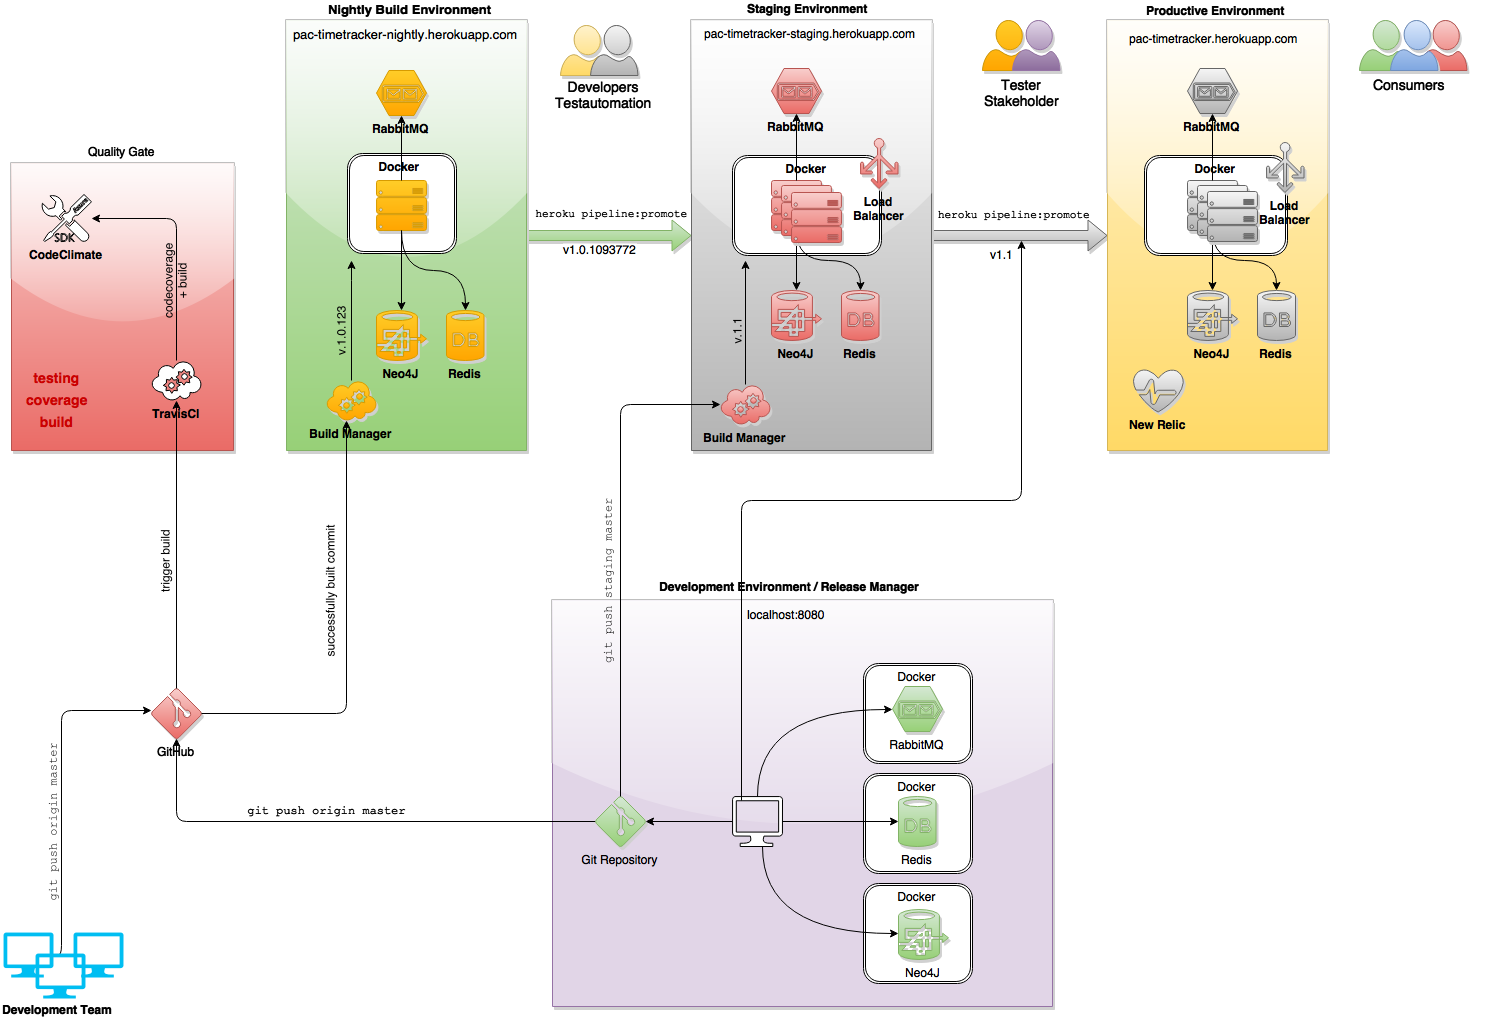 Nightly Build Environment
pac-timetracker-nightly.herokuapp.com
RabbitMQ
Docker
Neo4J
Redis
v.1.0.123
Build Manager
Developers
Testautomation
heroku pipeline:promote
v1.0.1093772
Staging Environment
pac-timetracker-staging.herokuapp.com
RabbitMQ
Docker
Load
Balancer
Neo4J
Redis
v.1.1
Build Manager
Tester
Stakeholder
heroku pipeline:promote
v1.1
Productive Environment
pac-timetracker.herokuapp.com
RabbitMQ
Docker
Load
Balancer
Neo4J
Redis
New Relic
Consumers
Quality Gate
SDK
CodeClimate
codecoverage
+ build
testing
coverage
build
TravisCI
trigger build
successfully built commit
GitHub
git push origin master
Development Team
git push origin master
git push staging master
Development Environment / Release Manager
localhost:8080
Git Repository
Docker
RabbitMQ
Docker
DB
Redis
Docker
Neo4J
DB
DB
DB